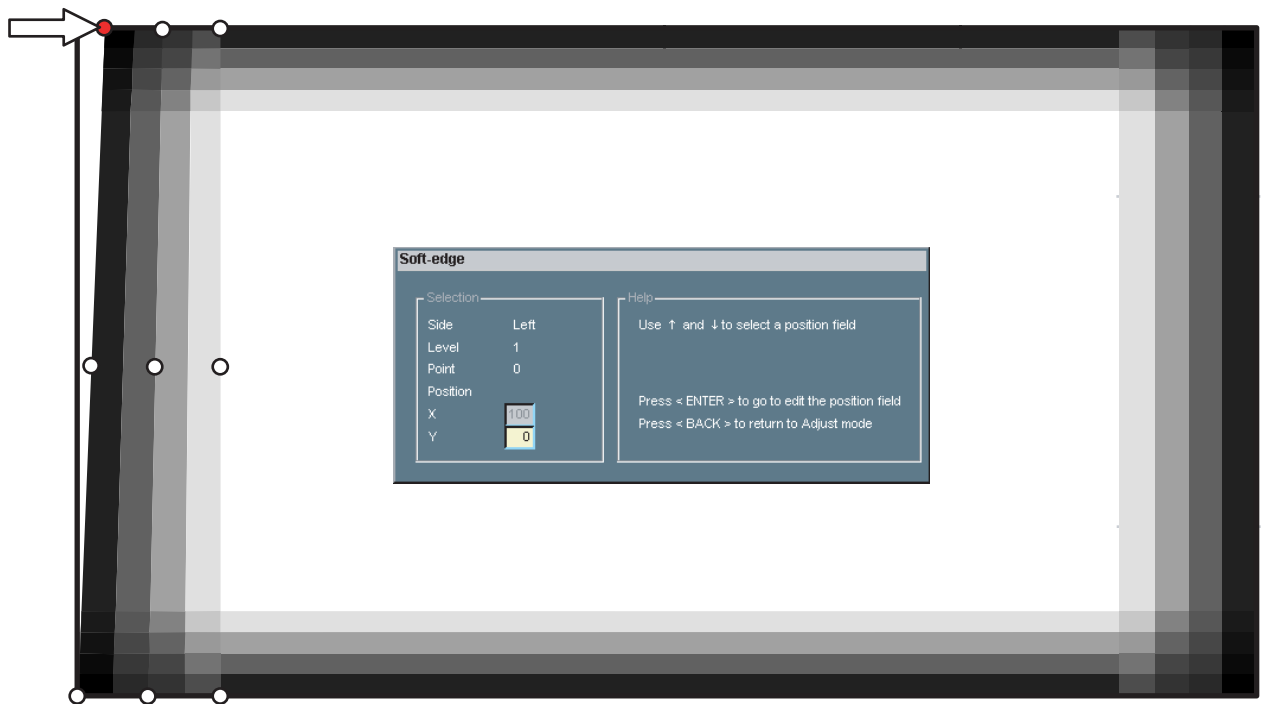 Soft-edge
Selection
Side Left
Level 1
Point 0
Position
X 100
Y 0
Help
Use ↑ and ↓ to select a position field
Press < ENTER > to go to edit the position field
Press < BACK > to return to Adjust mode